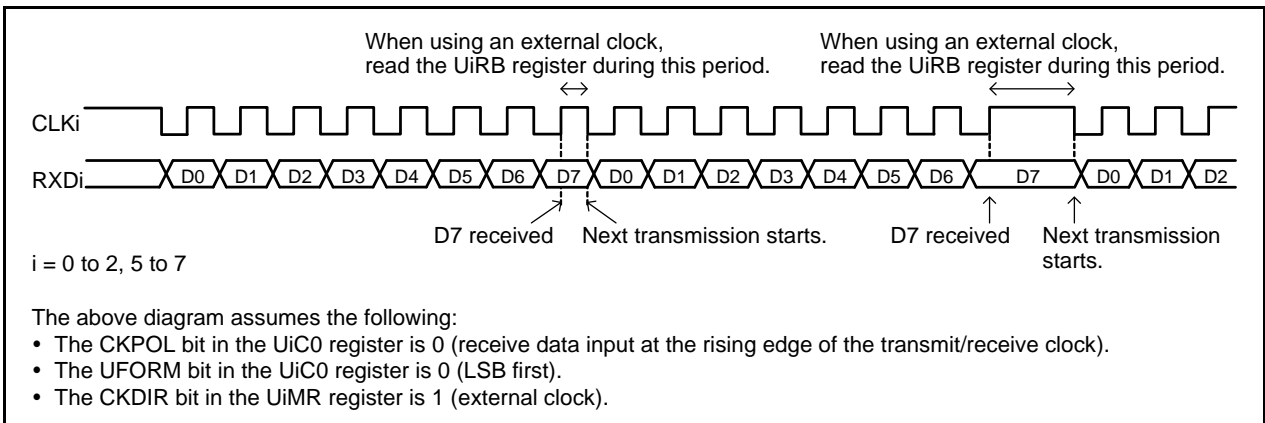 When using an external clock,
read the UiRB register during this period.
When using an external clock,
read the UiRB register during this period.
CLKi
RXDi
D0 D1 D2 D3 D4 D5 D6 D7 D0 D1 D2 D3 D4 D5 D6 D7 D0 D1 D2
D7 received
Next transmission starts.
D7 received
Next transmission
starts.
i = 0 to 2, 5 to 7
The above diagram assumes the following:
• The CKPOL bit in the UiC0 register is 0 (receive data input at the rising edge of the transmit/receive clock).
• The UFORM bit in the UiC0 register is 0 (LSB first).
• The CKDIR bit in the UiMR register is 1 (external clock).